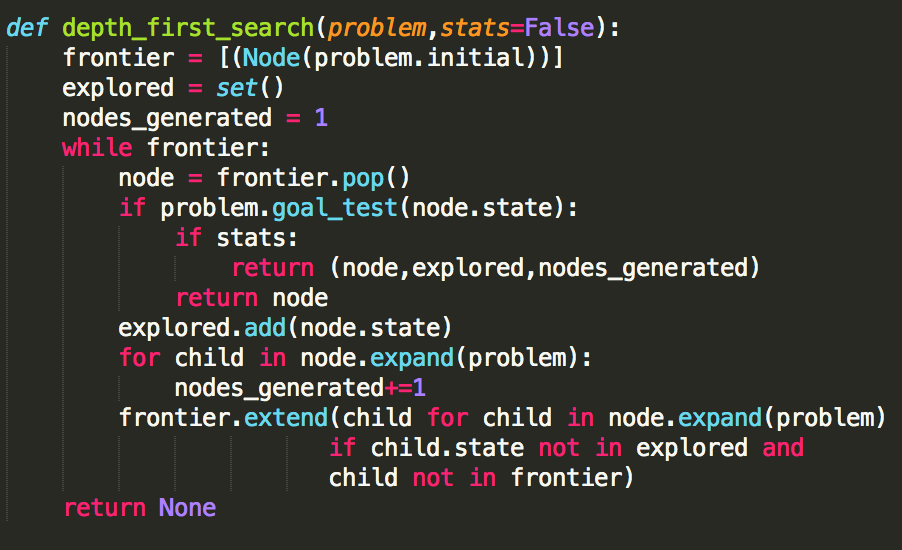 def depth_first_search(problem,stats=False):
    frontier = [(Node(problem.initial))]
    explored = set()
    nodes_generated = 1
    while frontier:
        node = frontier.pop()
        if problem.goal_test(node.state):
            if stats:
                return (node,explored,nodes_generated)
            return node
        explored.add(node.state)
        for child in node.expand(problem):
            nodes_generated+=1
        frontier.extend(child for child in node.expand(problem)
                       if child.state not in explored and
                       child not in frontier)
    return None